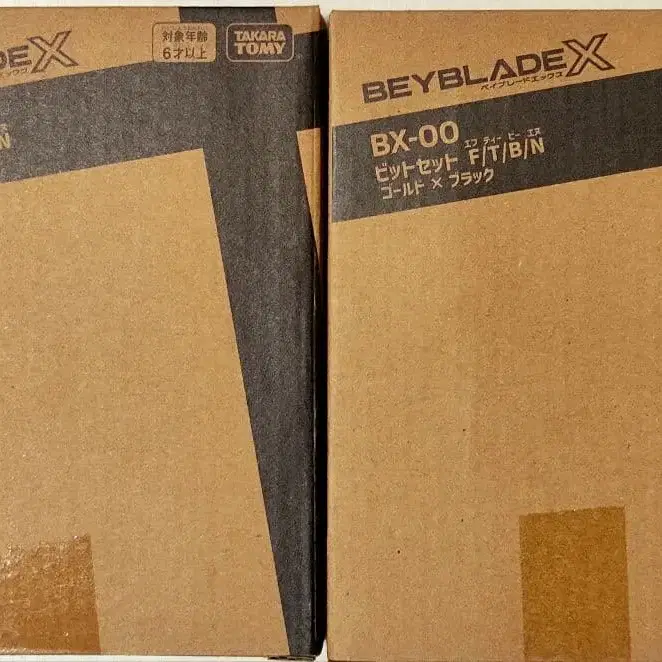 DEX
対象年齢
6才以上
TAKARA
TOMY
N
BEYBLADE X
ベイブレードエックス
BX-00
エフ ティー ビー エヌ
ビットセット F/T/B/N
ゴールド × ブラック